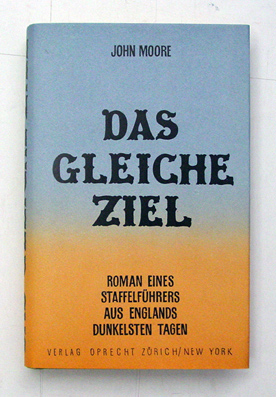 JOHN MOORE
DAS
GLEICHE
ZIEL
ROMAN EINES
STAFFELFÜHRERS
AUS ENGLANDS
DUNKELSTEN TAGEN
VERLAG OPRECHT ZÜRICH/NEW YORK